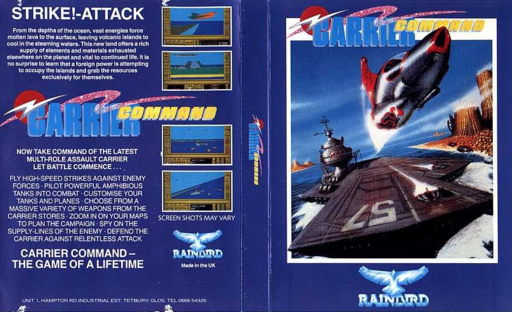 STRIKE!-ATTACK
From the depths of the ocean, vast energies force
molten lava to the surface, leaving volcanic islands to
cool in the steaming waters. This new land offers a rich
supply of elements and materials exhausted
elsewhere on the planet and vital to continued life. It is
no surprise to learn that a foreign power is attempting
to occupy the islands and grab the resources
exclusively for themselves.
CARRIER COMMAND
NOW TAKE COMMAND OF THE LATEST
MULTI-ROLE ASSAULT CARRIER
LET BATTLE COMMENCE . . .
FLY HIGH-SPEED STRIKES AGAINST ENEMY
FORCES · PILOT POWERFUL AMPHIBIOUS
TANKS INTO COMBAT · CUSTOMISE YOUR
TANKS AND PLANES · CHOOSE FROM A
MASSIVE VARIETY OF WEAPONS FROM THE
CARRIER STORES · ZOOM IN ON YOUR MAPS
TO PLAN THE CAMPAIGN · SPY ON THE
SUPPLY-LINES OF THE ENEMY · DEFEND THE
CARRIER AGAINST RELENTLESS ATTACK
CARRIER COMMAND –
THE GAME OF A LIFETIME
SCREEN SHOTS MAY VARY
RAINBIRD
Made in the UK
UNIT 1, HAMPTON RD INDUSTRIAL EST. TETBURY, GLOS. TEL 0666 54326
CARRIER COMMAND
CARRIER COMMAND
57
RAINBIRD